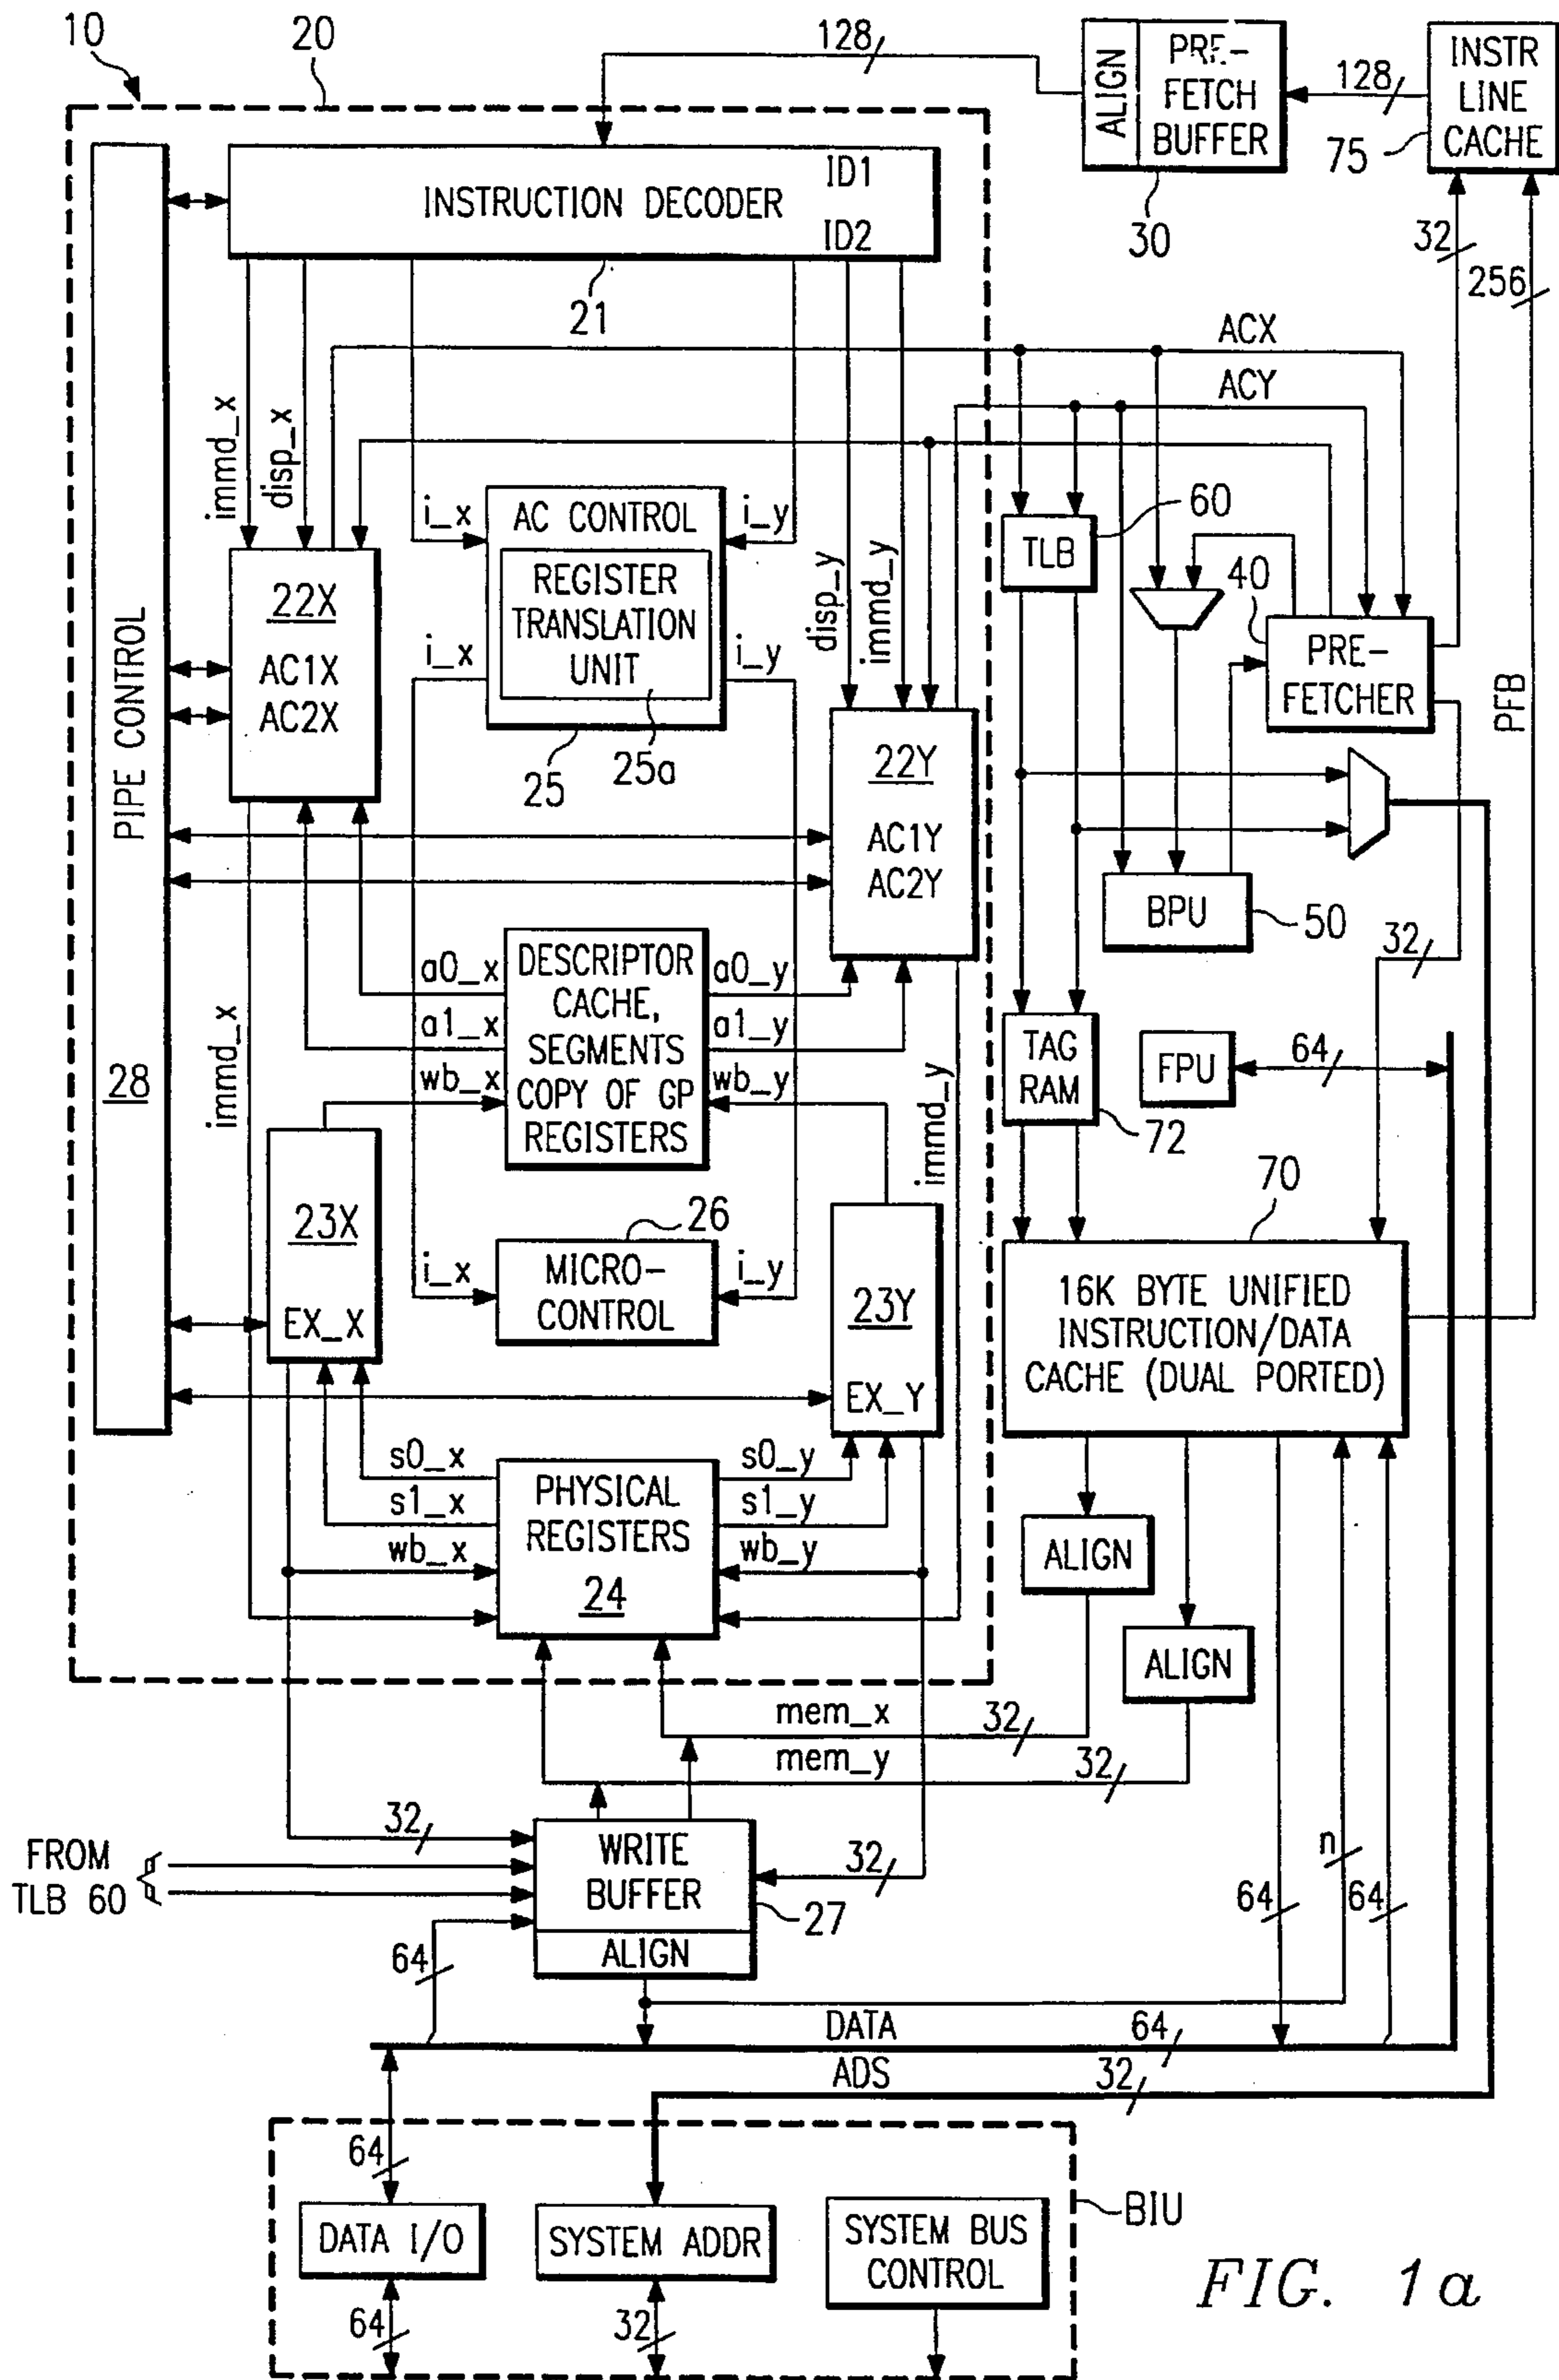 10
20
128
ALIGN
PRE-
FETCH
BUFFER
30
128
INSTR
LINE
CACHE
75
32
256
PFB
INSTRUCTION DECODER
ID1
ID2
21
ACX
ACY
immd_x
disp_x
i_x
AC CONTROL
i_y
REGISTER
TRANSLATION
UNIT
i_x
i_y
25
25a
disp_y
immd_y
TLB
60
40
PRE-
FETCHER
PIPE CONTROL
28
22X
AC1X
AC2X
22Y
AC1Y
AC2Y
BPU
50
32
immd_x
a0_x
a1_x
wb_x
DESCRIPTOR
CACHE,
SEGMENTS
COPY OF GP
REGISTERS
a0_y
a1_y
wb_y
immd_y
TAG
RAM
72
FPU
64
70
23X
EX_X
26
i_x
MICRO-
CONTROL
i_y
23Y
EX_Y
16K BYTE UNIFIED
INSTRUCTION/DATA
CACHE (DUAL PORTED)
s0_x
s1_x
wb_x
PHYSICAL
REGISTERS
24
s0_y
s1_y
wb_y
ALIGN
ALIGN
mem_x
32
mem_y
32
32
FROM
TLB 60
WRITE
BUFFER
ALIGN
27
32
n
64
64
64
DATA
64
ADS
32
64
DATA I/O
64
SYSTEM ADDR
32
SYSTEM BUS
CONTROL
BIU
FIG. 1a